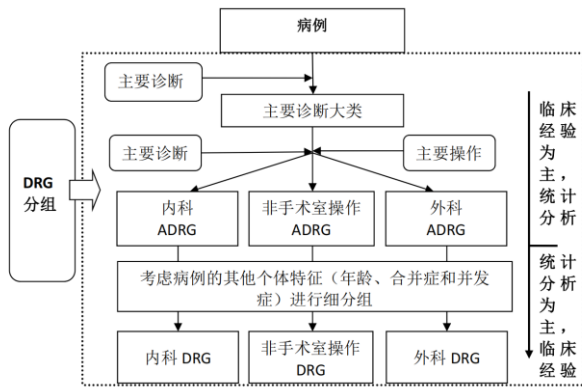 病例
主要诊断
主要诊断大类
主要诊断
主要操作
DRG
分组
内科
ADRG
非手术室操作
ADRG
外科
ADRG
考虑病例的其他个体特征（年龄、合并症和并发
症）进行细分组
内科 DRG
非手术室操作
DRG
外科 DRG
临床
经验
为
主，
统计
分析
统计
分析
为
主，
临床
经验